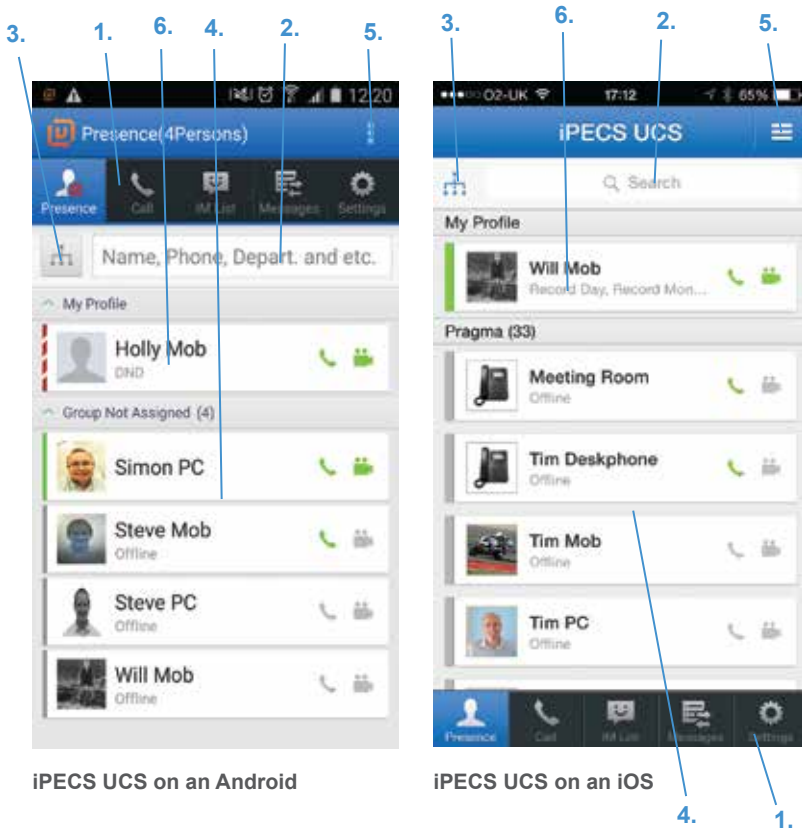 3.
1.
6.
4.
2.
5.
12:20
Presence(4Persons)
Presence
Call
IM List
Messages
Settings
Name, Phone, Depart. and etc.
My Profile
Holly Mob
DND
Group Not Assigned (4)
Simon PC
Steve Mob
Offline
Steve PC
Offline
Will Mob
Offline
iPECS UCS on an Android
3.
6.
2.
5.
O2-UK 17:12 65%
iPECS UCS
Search
My Profile
Will Mob
Record Day, Record Mon...
Pragma (33)
Meeting Room
Offline
Tim Deskphone
Offline
Tim Mob
Offline
Tim PC
Offline
Presence
Call
IM List
Messages
Settings
iPECS UCS on an iOS
4.
1.